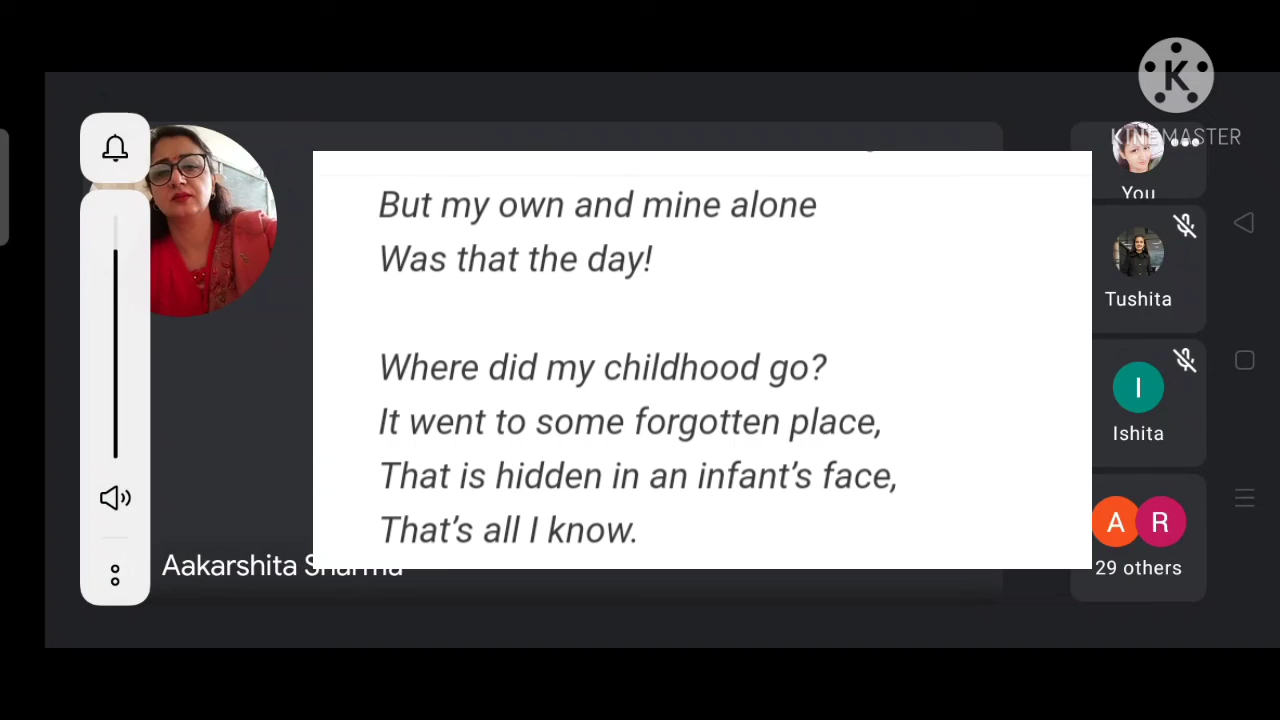 K
KINEMASTER
You
But my own and mine alone
Was that the day!
Tushita
Where did my childhood go?
It went to some forgotten place,
I
Ishita
That is hidden in an infant's face,
That's all I know.
A R
29 others
Aakarshita Sharma